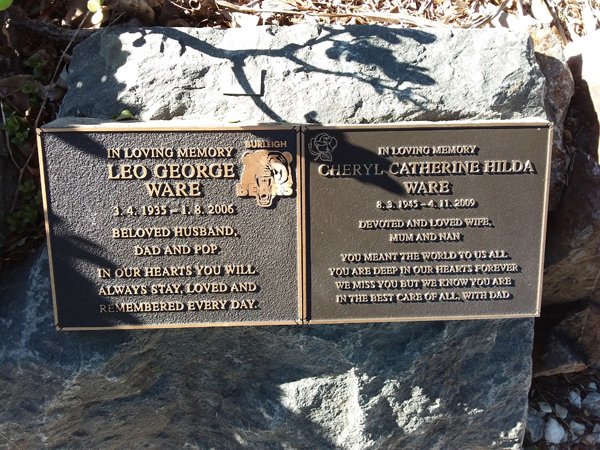 IN LOVING MEMORY
LEO GEORGE
WARE
BURLEIGH
BEARS
3. 4. 1935 – 1. 8. 2006
BELOVED HUSBAND,
DAD AND POP
IN OUR HEARTS YOU WILL
ALWAYS STAY, LOVED AND
REMEMBERED EVERY DAY.
IN LOVING MEMORY
CHERYL CATHERINE HILDA
WARE
8. 3. 1945 – 4. 11. 2009
DEVOTED AND LOVED WIFE,
MUM AND NAN
YOU MEANT THE WORLD TO US ALL
YOU ARE DEEP IN OUR HEARTS FOREVER
WE MISS YOU BUT WE KNOW YOU ARE
IN THE BEST CARE OF ALL, WITH DAD